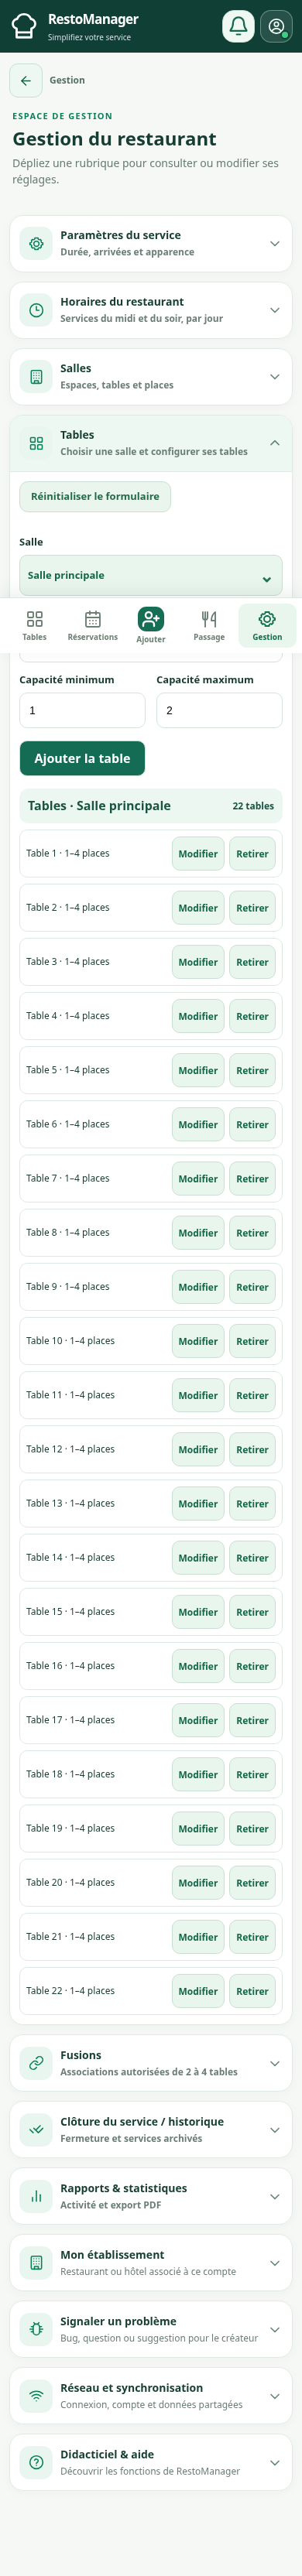 RestoManager
Simplifiez votre service
Gestion
ESPACE DE GESTION
Gestion du restaurant
Dépliez une rubrique pour consulter ou modifier ses
réglages.
Paramètres du service
Durée, arrivées et apparence
Horaires du restaurant
Services du midi et du soir, par jour
Salles
Espaces, tables et places
Tables
Choisir une salle et configurer ses tables
Réinitialiser le formulaire
Salle
Salle principale
Tables
Réservations
Ajouter
Passage
Gestion
Capacité minimum
Capacité maximum
1
2
Ajouter la table
Tables · Salle principale
22 tables
Table 1 · 1–4 places Modifier Retirer
Table 2 · 1–4 places Modifier Retirer
Table 3 · 1–4 places Modifier Retirer
Table 4 · 1–4 places Modifier Retirer
Table 5 · 1–4 places Modifier Retirer
Table 6 · 1–4 places Modifier Retirer
Table 7 · 1–4 places Modifier Retirer
Table 8 · 1–4 places Modifier Retirer
Table 9 · 1–4 places Modifier Retirer
Table 10 · 1–4 places Modifier Retirer
Table 11 · 1–4 places Modifier Retirer
Table 12 · 1–4 places Modifier Retirer
Table 13 · 1–4 places Modifier Retirer
Table 14 · 1–4 places Modifier Retirer
Table 15 · 1–4 places Modifier Retirer
Table 16 · 1–4 places Modifier Retirer
Table 17 · 1–4 places Modifier Retirer
Table 18 · 1–4 places Modifier Retirer
Table 19 · 1–4 places Modifier Retirer
Table 20 · 1–4 places Modifier Retirer
Table 21 · 1–4 places Modifier Retirer
Table 22 · 1–4 places Modifier Retirer
Fusions
Associations autorisées de 2 à 4 tables
Clôture du service / historique
Fermeture et services archivés
Rapports & statistiques
Activité et export PDF
Mon établissement
Restaurant ou hôtel associé à ce compte
Signaler un problème
Bug, question ou suggestion pour le créateur
Réseau et synchronisation
Connexion, compte et données partagées
Didacticiel & aide
Découvrir les fonctions de RestoManager